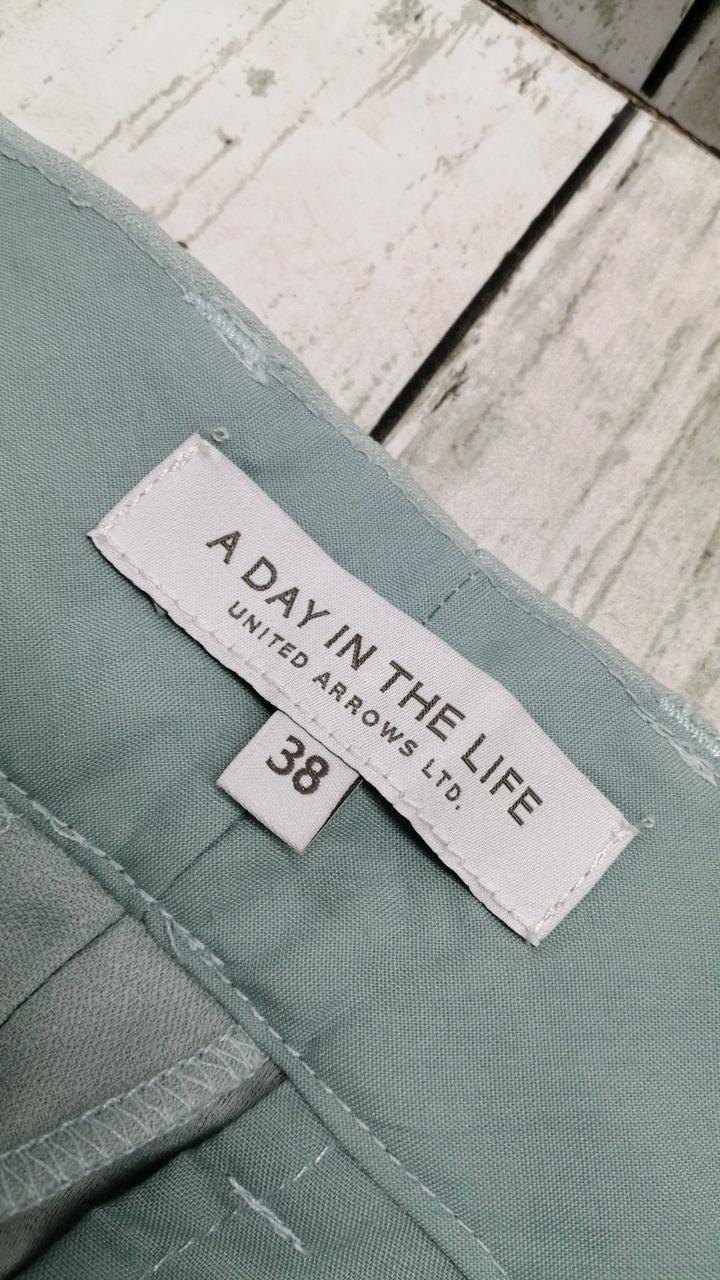 A DAY IN THE LIFE
UNITED ARROWS LTD.
38